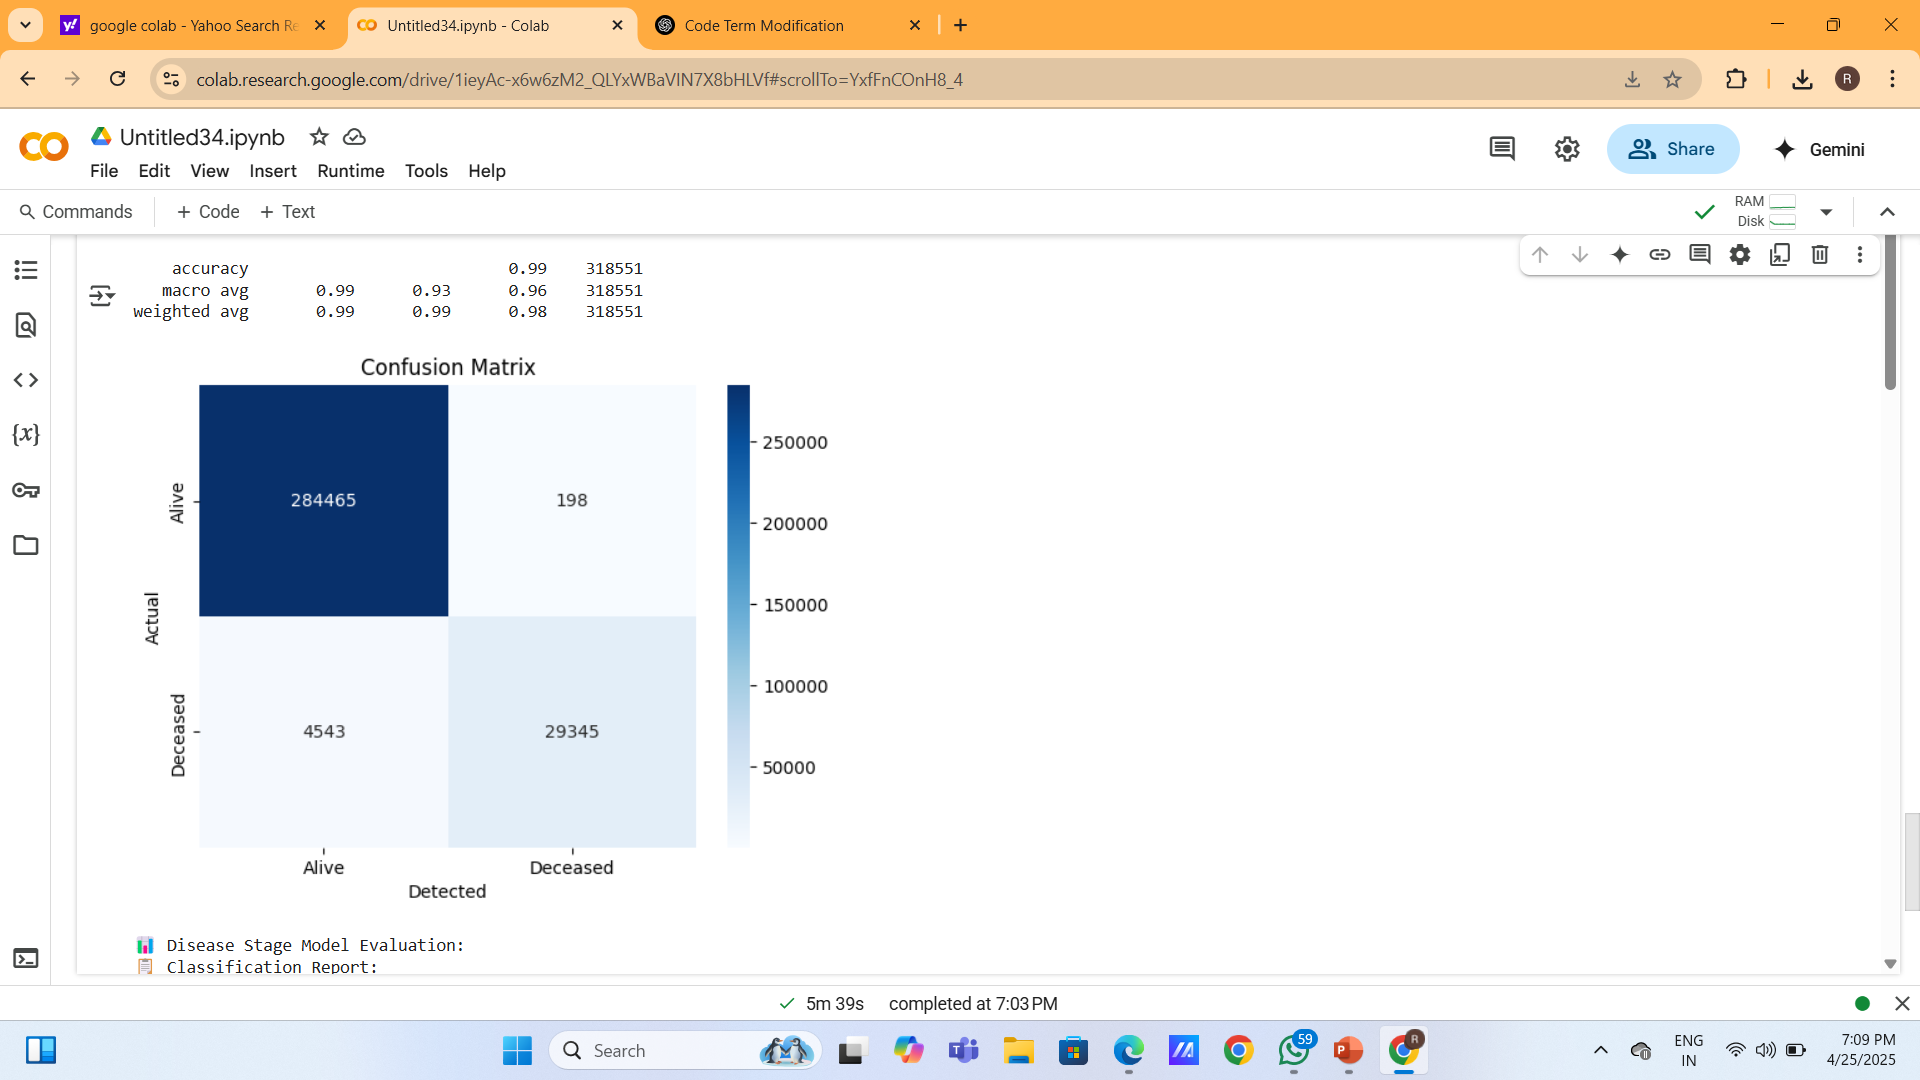 google colab - Yahoo Search Re
Untitled34.ipynb - Colab
Code Term Modification
colab.research.google.com/drive/1ieyAc-x6w6zM2_QLYxWBaVIN7X8bHLVf#scrollTo=YxfFnCOnH8_4
R
CO
Untitled34.ipynb
File Edit View Insert Runtime Tools Help
Share
Gemini
Commands + Code + Text
RAM
Disk
accuracy 0.99 318551
macro avg 0.99 0.93 0.96 318551
weighted avg 0.99 0.99 0.98 318551
Confusion Matrix
Actual
Alive
Deceased
284465 198
4543 29345
Alive Deceased
Detected
250000
200000
150000
100000
50000
📊 Disease Stage Model Evaluation:
📋 Classification Report:
5m 39s completed at 7:03 PM
Search
59
R
ENG
IN
7:09 PM
4/25/2025